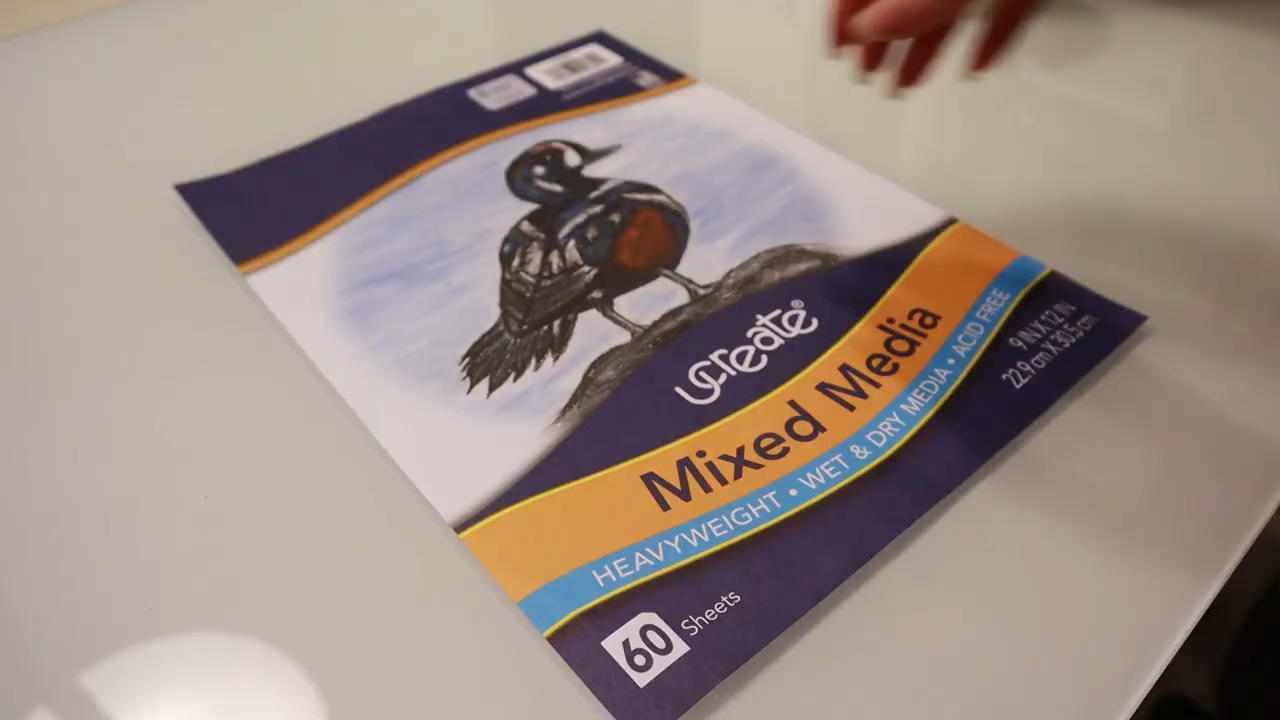 ucreate®
Mixed Media
HEAVYWEIGHT • WET & DRY MEDIA • ACID FREE
9 IN X 12 IN
22.9 cm X 30.5 cm
60 Sheets